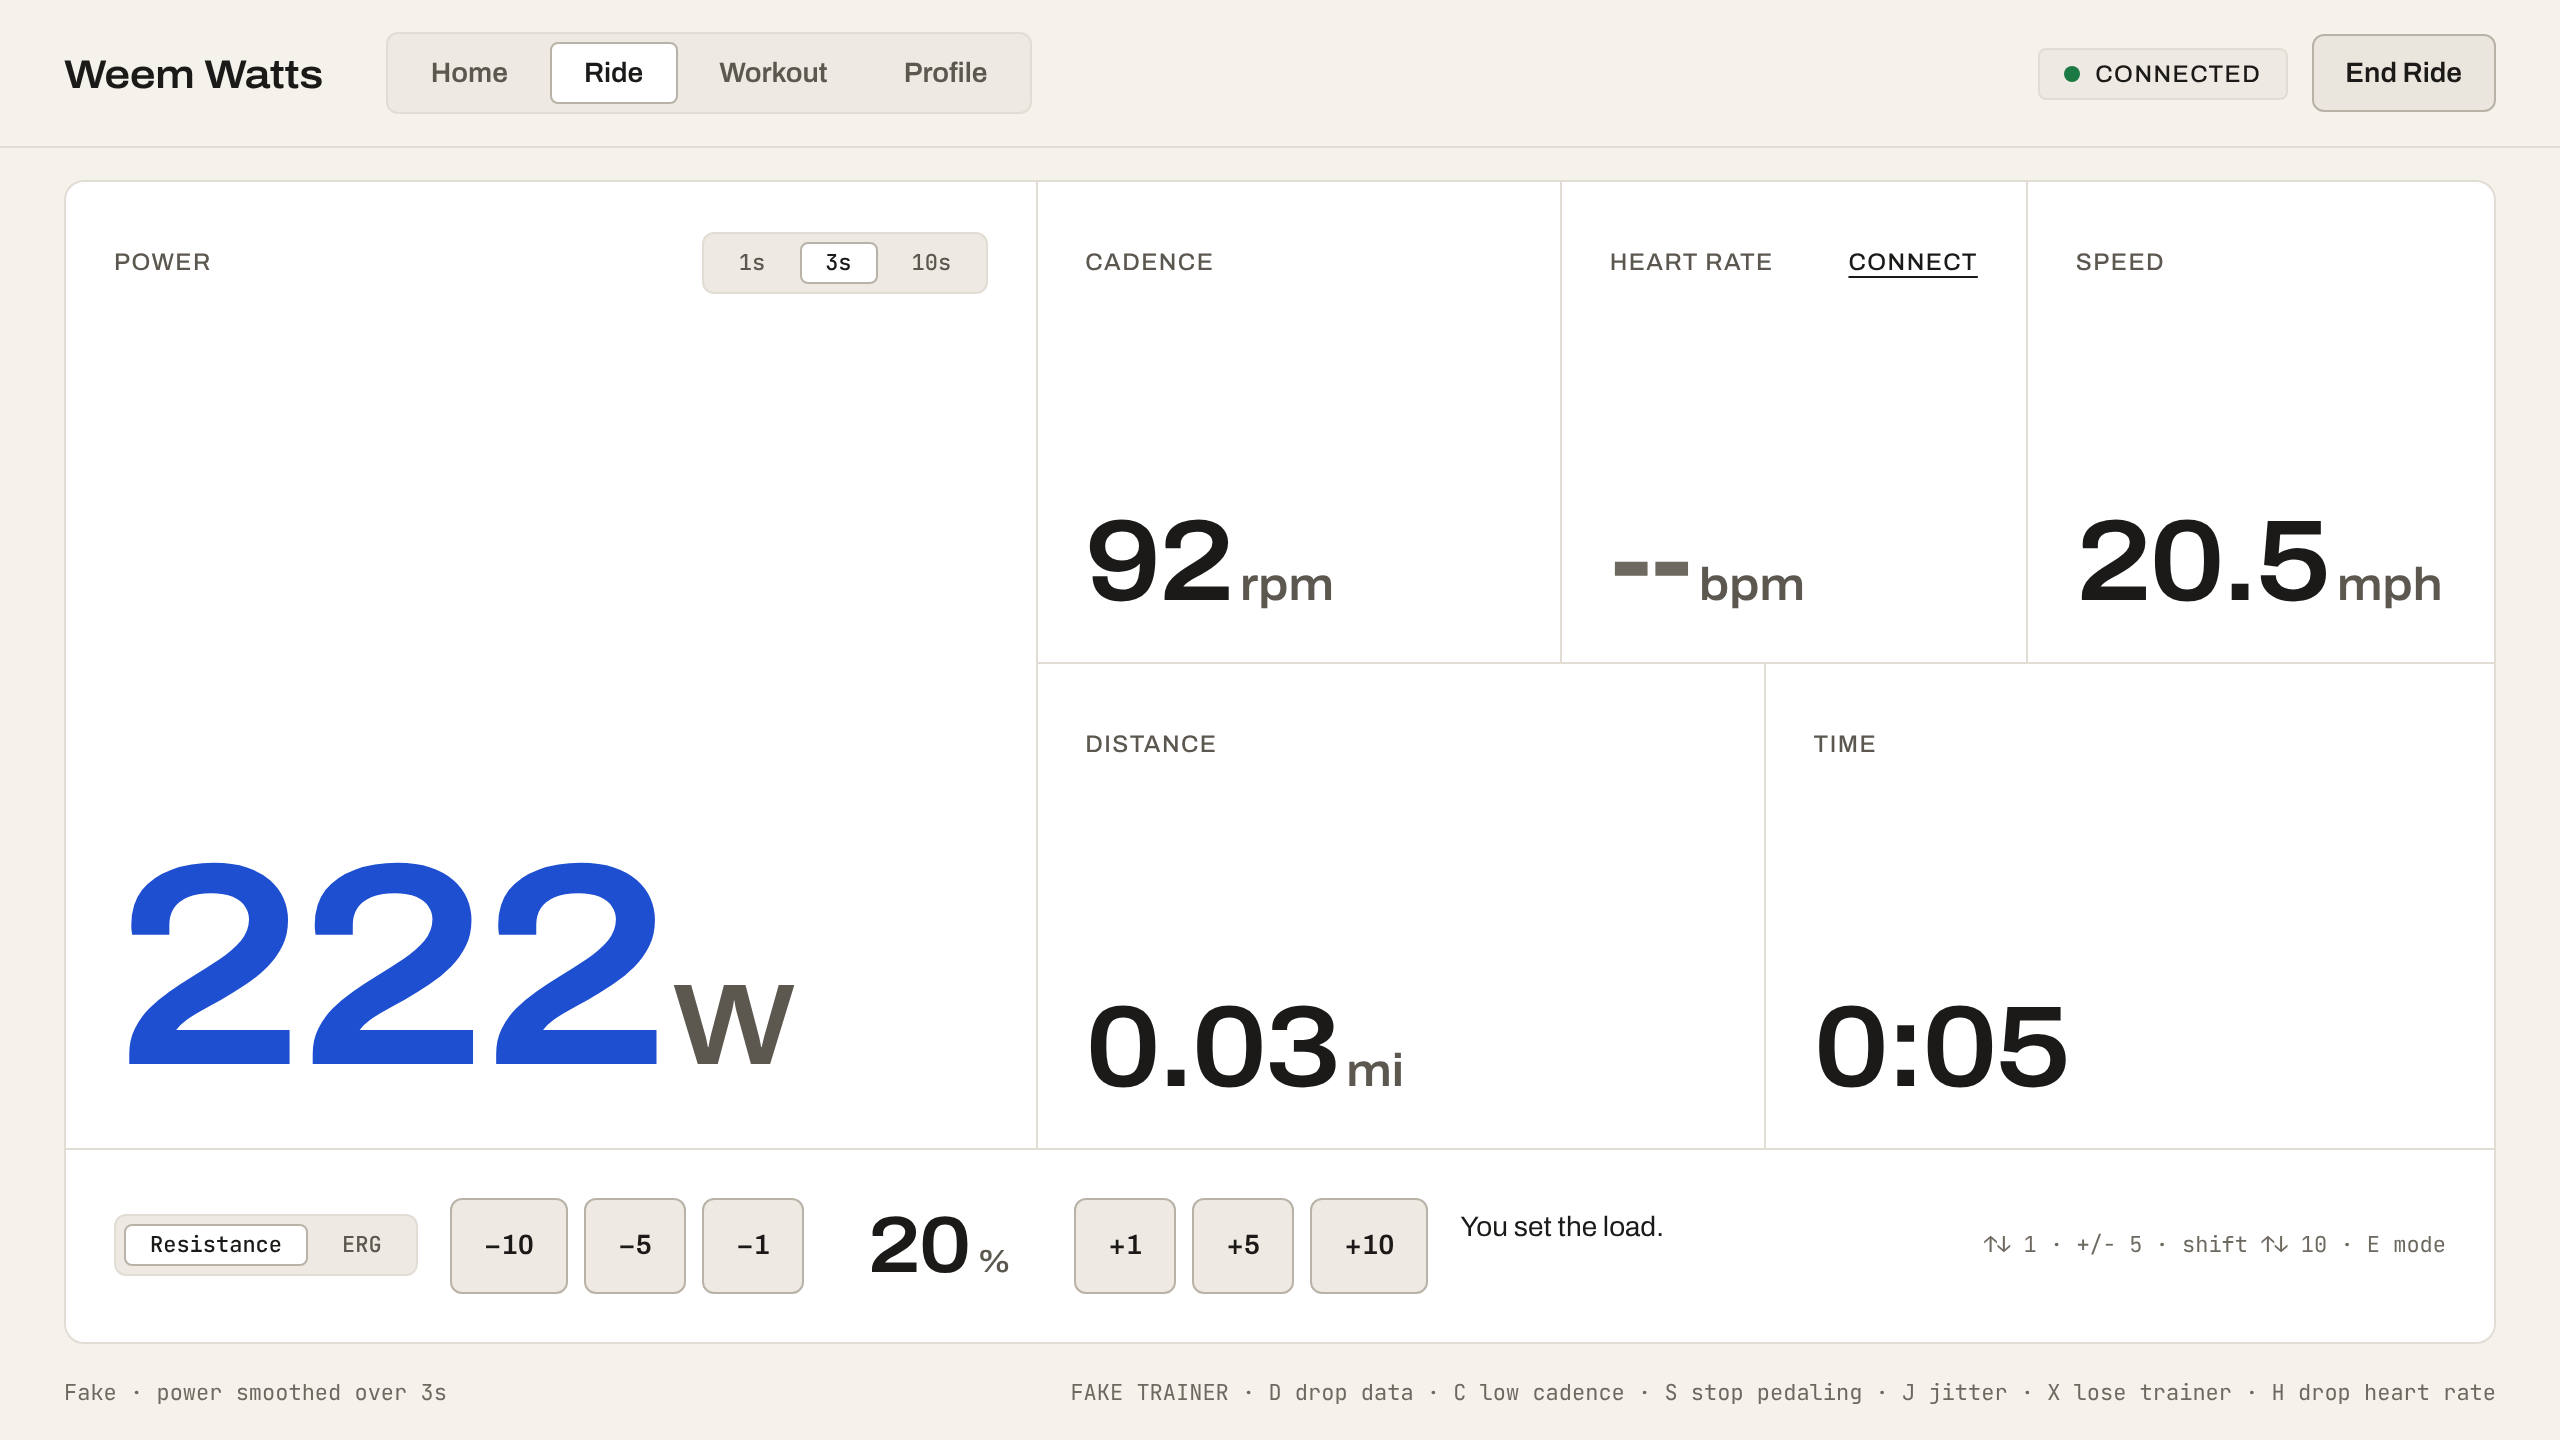 Weem Watts
Home Ride Workout Profile
CONNECTED
End Ride
POWER
1s 3s 10s
222 W
CADENCE
92 rpm
HEART RATE CONNECT
-- bpm
SPEED
20.5 mph
DISTANCE
0.03 mi
TIME
0:05
Resistance ERG
−10 −5 −1
20 %
+1 +5 +10
You set the load.
↑↓ 1 · +/- 5 · shift ↑↓ 10 · E mode
Fake · power smoothed over 3s
FAKE TRAINER · D drop data · C low cadence · S stop pedaling · J jitter · X lose trainer · H drop heart rate